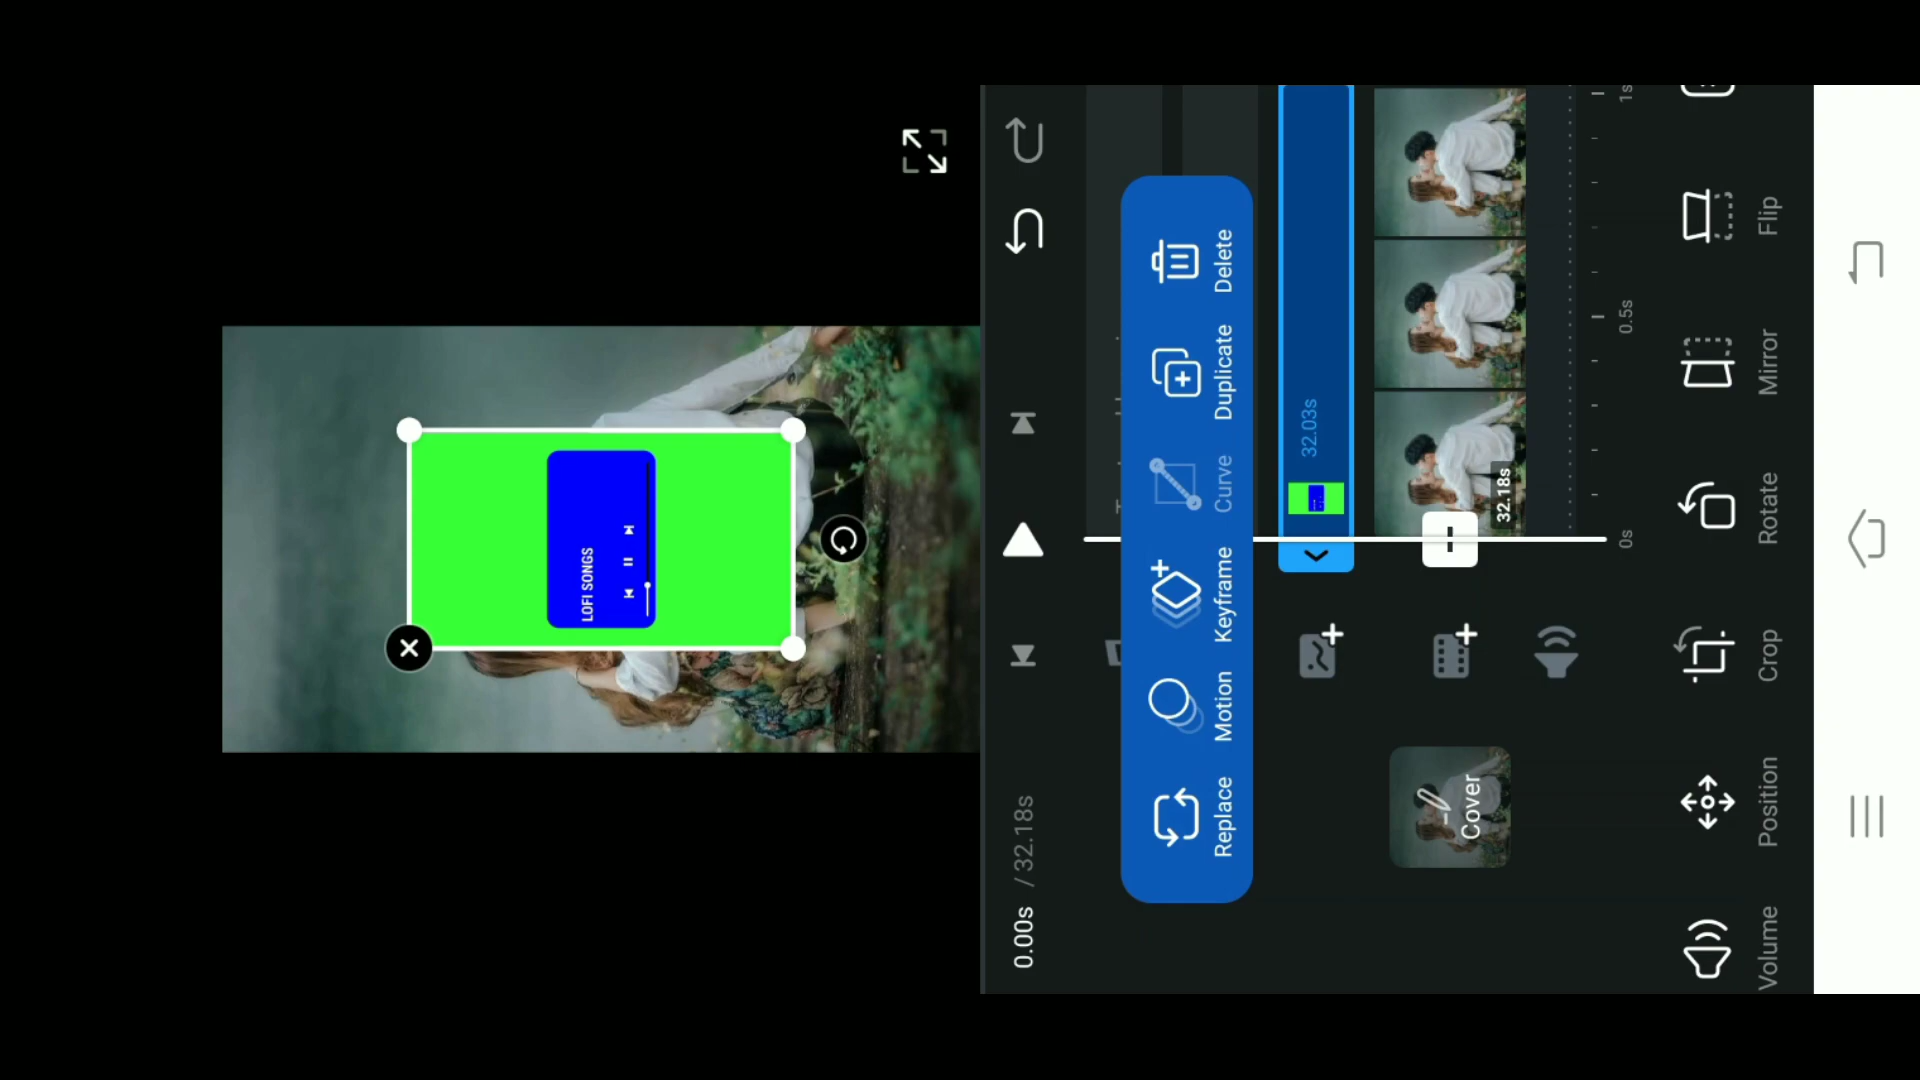 LOFI SONGS
0.00s / 32.18s
Replace
Motion
Keyframe
Curve
Duplicate
Delete
32.03s
Cover
32.18s
0s
0.5s
1s
Volume
Position
Crop
Rotate
Mirror
Flip